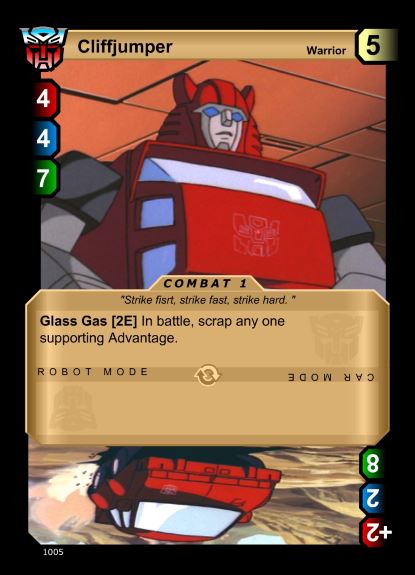 Cliffjumper
Warrior 5
4
4
7
COMBAT 1
"Strike fisrt, strike fast, strike hard. "
Glass Gas [2E] In battle, scrap any one
supporting Advantage.
ROBOT MODE
CAR MODE
8
2
+2
1005